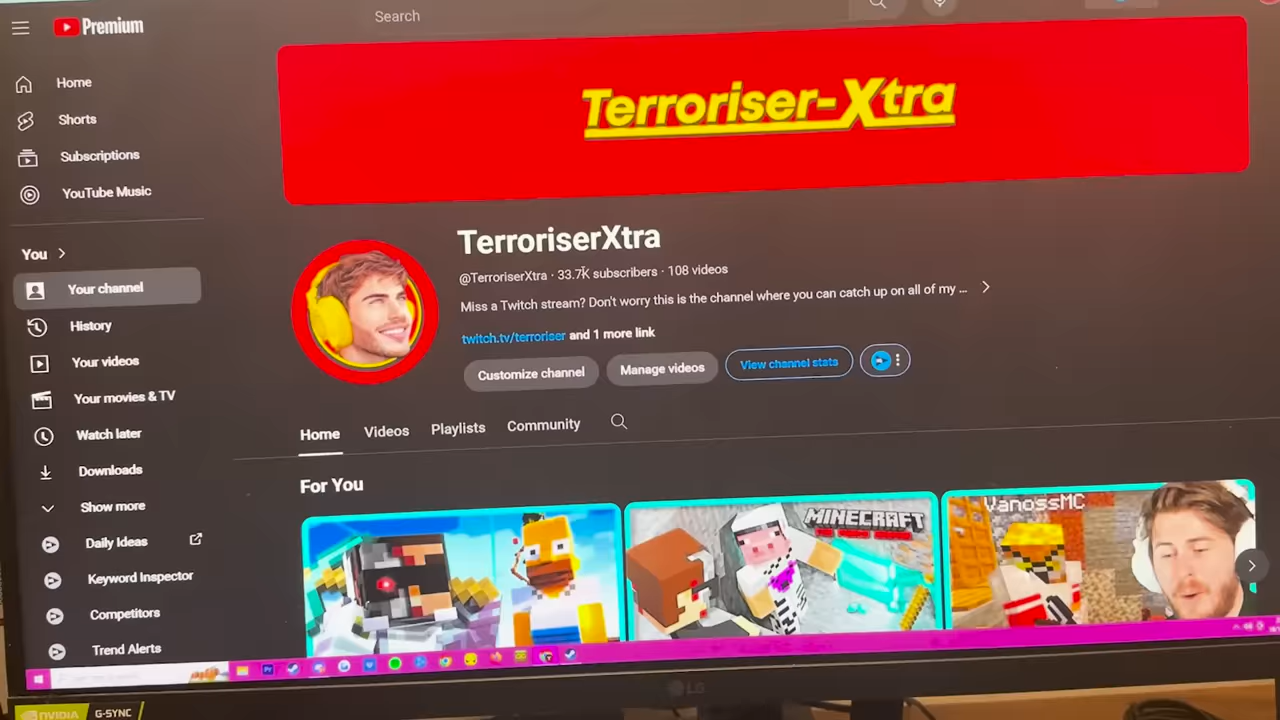 Premium
Search
Home
Shorts
Subscriptions
YouTube Music
You
Your channel
History
Your videos
Your movies & TV
Watch later
Downloads
Show more
Daily Ideas
Keyword Inspector
Competitors
Trend Alerts
Terroriser-Xtra
TerroriserXtra
@TerroriserXtra · 33.7K subscribers · 108 videos
Miss a Twitch stream? Don't worry this is the channel where you can catch up on all of my ...
twitch.tv/terroriser and 1 more link
Customize channel
Manage videos
View channel stats
Home
Videos
Playlists
Community
For You
MINECRAFT
VanossMC
LG
NVIDIA
G-SYNC